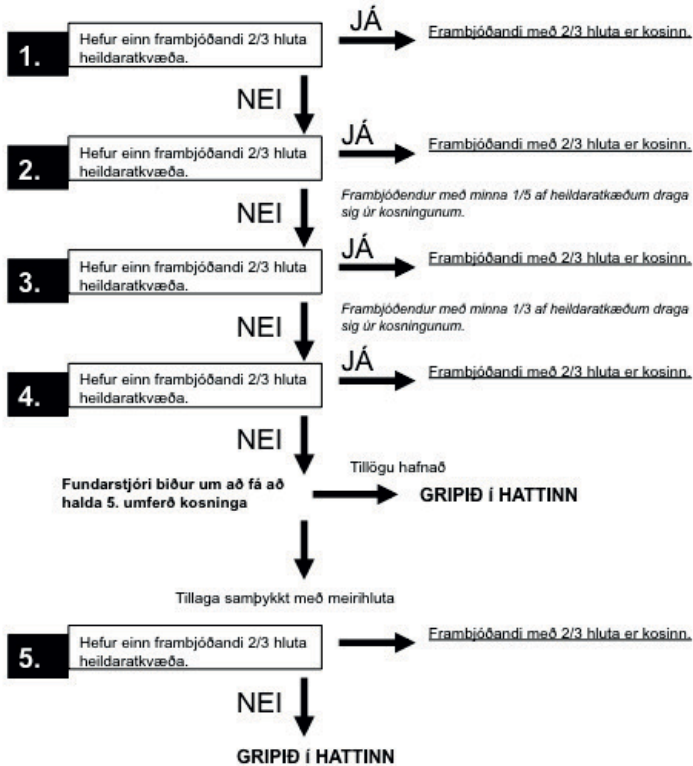 JÁ
1.
Hefur einn frambjóðandi 2/3 hluta
heildaratkvæða.
Frambjóðandi með 2/3 hluta er kosinn.
NEI
JÁ
2.
Hefur einn frambjóðandi 2/3 hluta
heildaratkvæða.
Frambjóðandi með 2/3 hluta er kosinn.
NEI
Frambjóðendur með minna 1/5 af heildaratkæðum draga
sig úr kosningunum.
JÁ
3.
Hefur einn frambjóðandi 2/3 hluta
heildaratkvæða.
Frambjóðandi með 2/3 hluta er kosinn.
NEI
Frambjóðendur með minna 1/3 af heildaratkæðum draga
sig úr kosningunum.
JÁ
4.
Hefur einn frambjóðandi 2/3 hluta
heildaratkvæða.
Frambjóðandi með 2/3 hluta er kosinn.
NEI
Fundarstjóri biður um að fá að
halda 5. umferð kosninga
Tillögu hafnað
GRIPIÐ í HATTINN
Tillaga samþykkt með meirihluta
5.
Hefur einn frambjóðandi 2/3 hluta
heildaratkvæða.
Frambjóðandi með 2/3 hluta er kosinn.
NEI
GRIPIÐ í HATTINN